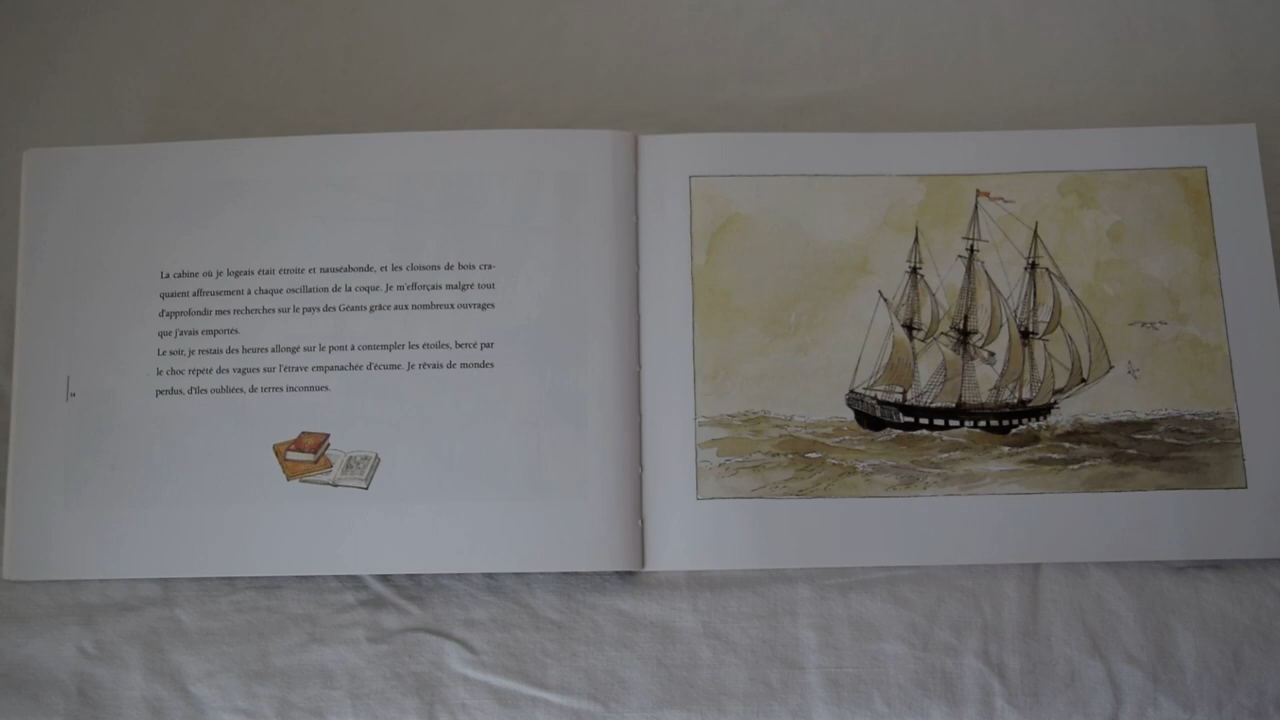 La cabine où je logeais était étroite et nauséabonde, et les cloisons de bois cra-
quaient affreusement à chaque oscillation de la coque. Je m'efforçais malgré tout
d'approfondir mes recherches sur le pays des Géants grâce aux nombreux ouvrages
que j'avais emportés.
Le soir, je restais des heures allongé sur le pont à contempler les étoiles, bercé par
le choc répété des vagues sur l'étrave empanachée d'écume. Je rêvais de mondes
perdus, d'îles oubliées, de terres inconnues.